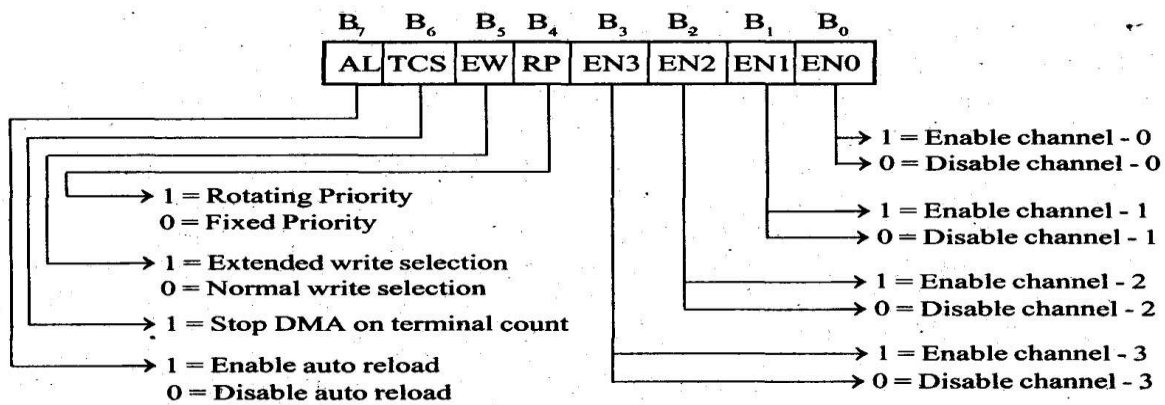 B7 B6 B5 B4 B3 B2 B1 B0
AL TCS EW RP EN3 EN2 EN1 EN0
1 = Enable channel - 0
0 = Disable channel - 0
1 = Rotating Priority
0 = Fixed Priority
1 = Enable channel - 1
0 = Disable channel - 1
1 = Extended write selection
0 = Normal write selection
1 = Enable channel - 2
0 = Disable channel - 2
1 = Stop DMA on terminal count
1 = Enable auto reload
0 = Disable auto reload
1 = Enable channel - 3
0 = Disable channel - 3